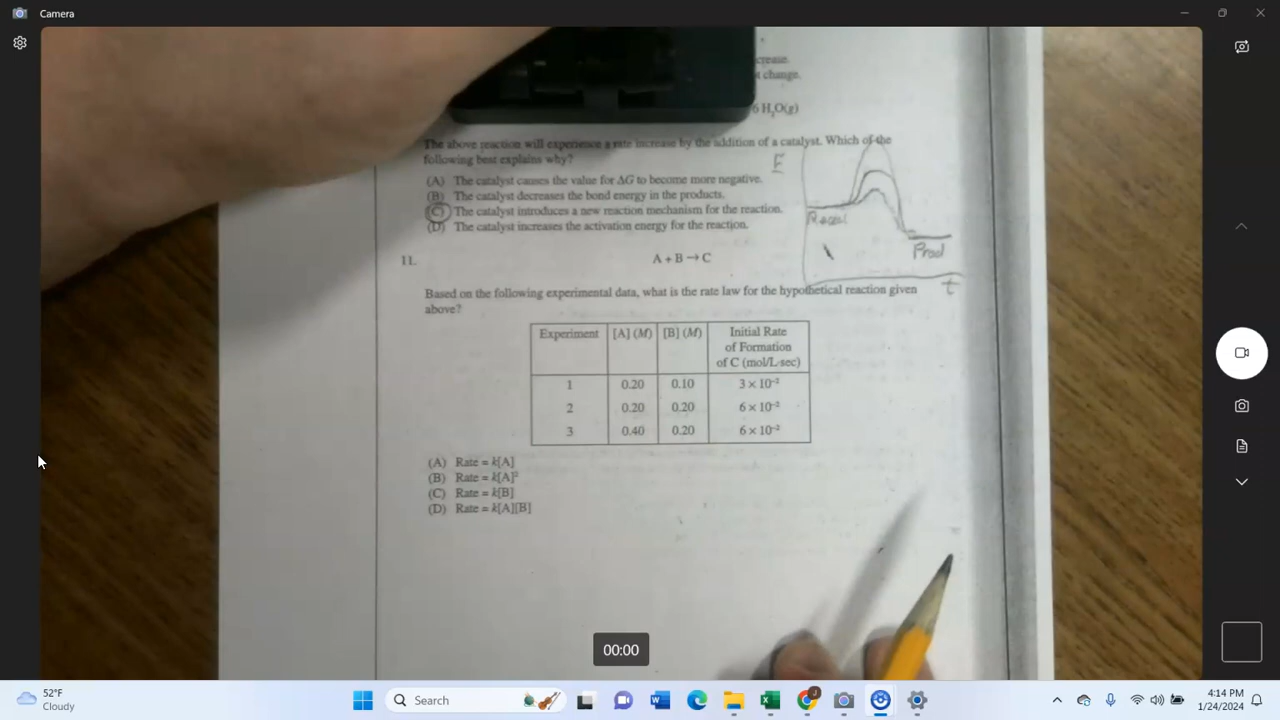 Camera
crease.
t change.
6 H₂O(g)
The above reaction will experience a rate increase by the addition of a catalyst. Which of the
following best explains why?
(A) The catalyst causes the value for ΔG to become more negative.
(B) The catalyst decreases the bond energy in the products.
(C) The catalyst introduces a new reaction mechanism for the reaction.
(D) The catalyst increases the activation energy for the reaction.
E
Prod
t
11.
A + B → C
Based on the following experimental data, what is the rate law for the hypothetical reaction given
above?
Experiment [A] (M) [B] (M) Initial Rate
of Formation
of C (mol/L·sec)
1 0.20 0.10 3 × 10⁻²
2 0.20 0.20 6 × 10⁻²
3 0.40 0.20 6 × 10⁻²
(A) Rate = k[A]
(B) Rate = k[A]²
(C) Rate = k[B]
(D) Rate = k[A][B]
00:00
52°F
Cloudy
Search
4:14 PM
1/24/2024